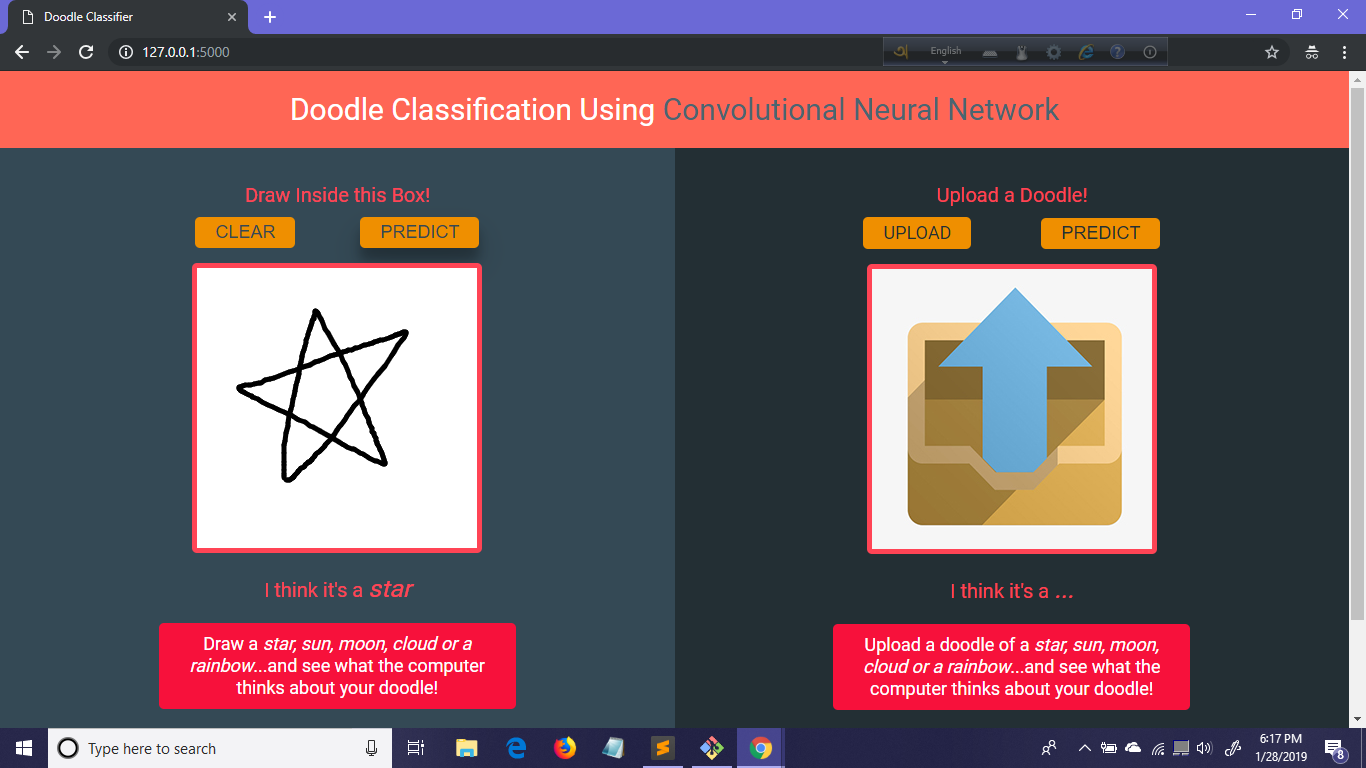 Doodle Classifier
127.0.0.1:5000
English
Doodle Classification Using Convolutional Neural Network
Draw Inside this Box!
CLEAR
PREDICT
I think it's a star
Draw a star, sun, moon, cloud or a
rainbow...and see what the computer
thinks about your doodle!
Upload a Doodle!
UPLOAD
PREDICT
I think it's a ...
Upload a doodle of a star, sun, moon,
cloud or a rainbow...and see what the
computer thinks about your doodle!
Type here to search
6:17 PM
1/28/2019
8